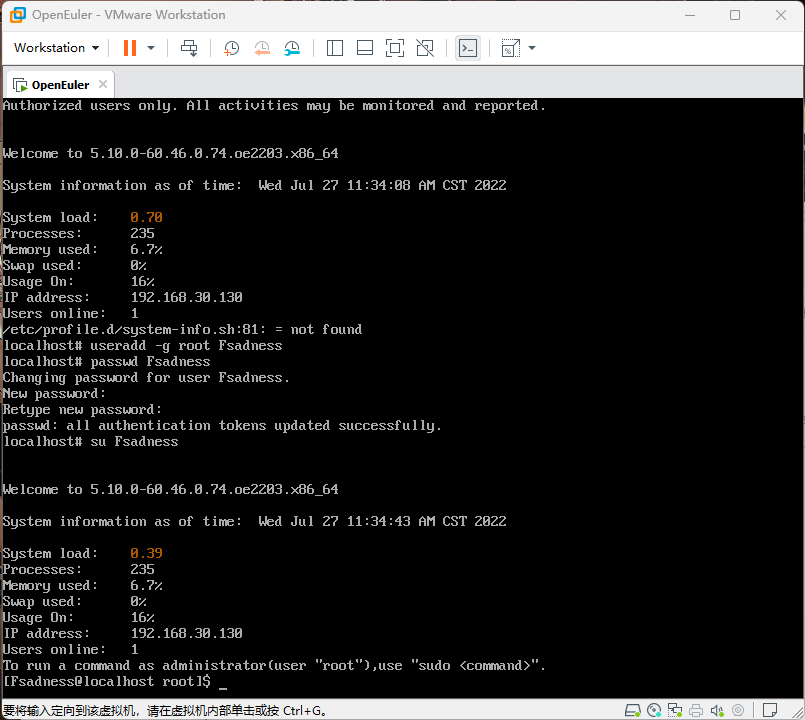 OpenEuler - VMware Workstation
Workstation
OpenEuler
Authorized users only. All activities may be monitored and reported.
Welcome to 5.10.0-60.46.0.74.oe2203.x86_64
System information as of time:  Wed Jul 27 11:34:08 AM CST 2022
System load:    0.70
Processes:      235
Memory used:    6.7%
Swap used:      0%
Usage On:       16%
IP address:     192.168.30.130
Users online:   1
/etc/profile.d/system-info.sh:81: = not found
localhost# useradd -g root Fsadness
localhost# passwd Fsadness
Changing password for user Fsadness.
New password:
Retype new password:
passwd: all authentication tokens updated successfully.
localhost# su Fsadness
Welcome to 5.10.0-60.46.0.74.oe2203.x86_64
System information as of time:  Wed Jul 27 11:34:43 AM CST 2022
System load:    0.39
Processes:      235
Memory used:    6.7%
Swap used:      0%
Usage On:       16%
IP address:     192.168.30.130
Users online:   1
To run a command as administrator(user "root"),use "sudo <command>".
[Fsadness@localhost root]$ _
要将输入定向到该虚拟机，请在虚拟机内部单击或按 Ctrl+G。